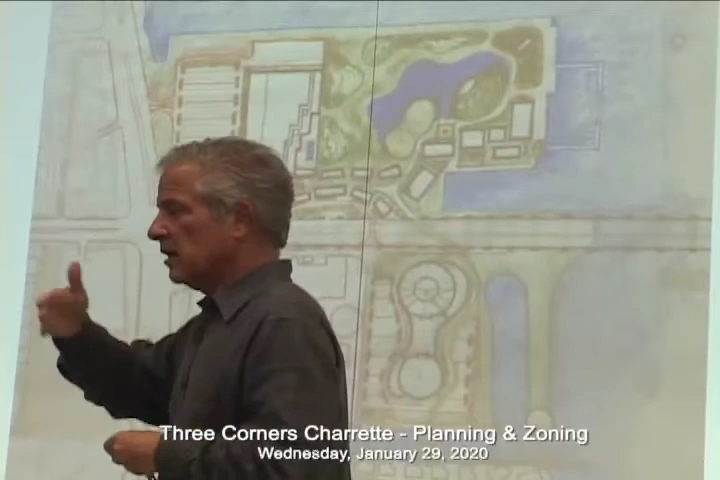 Three Corners Charrette - Planning & Zoning
Wednesday, January 29, 2020